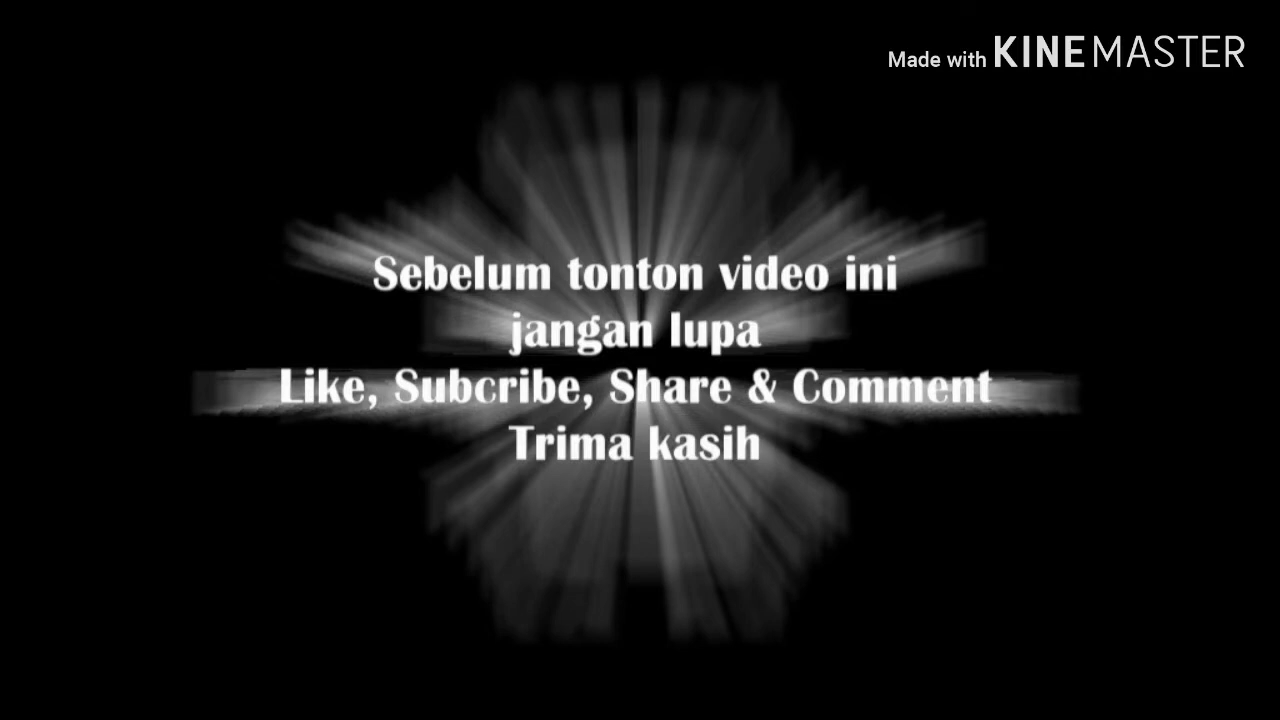 Made with KINEMASTER
Sebelum tonton video ini
jangan lupa
Like, Subcribe, Share & Comment
Trima kasih